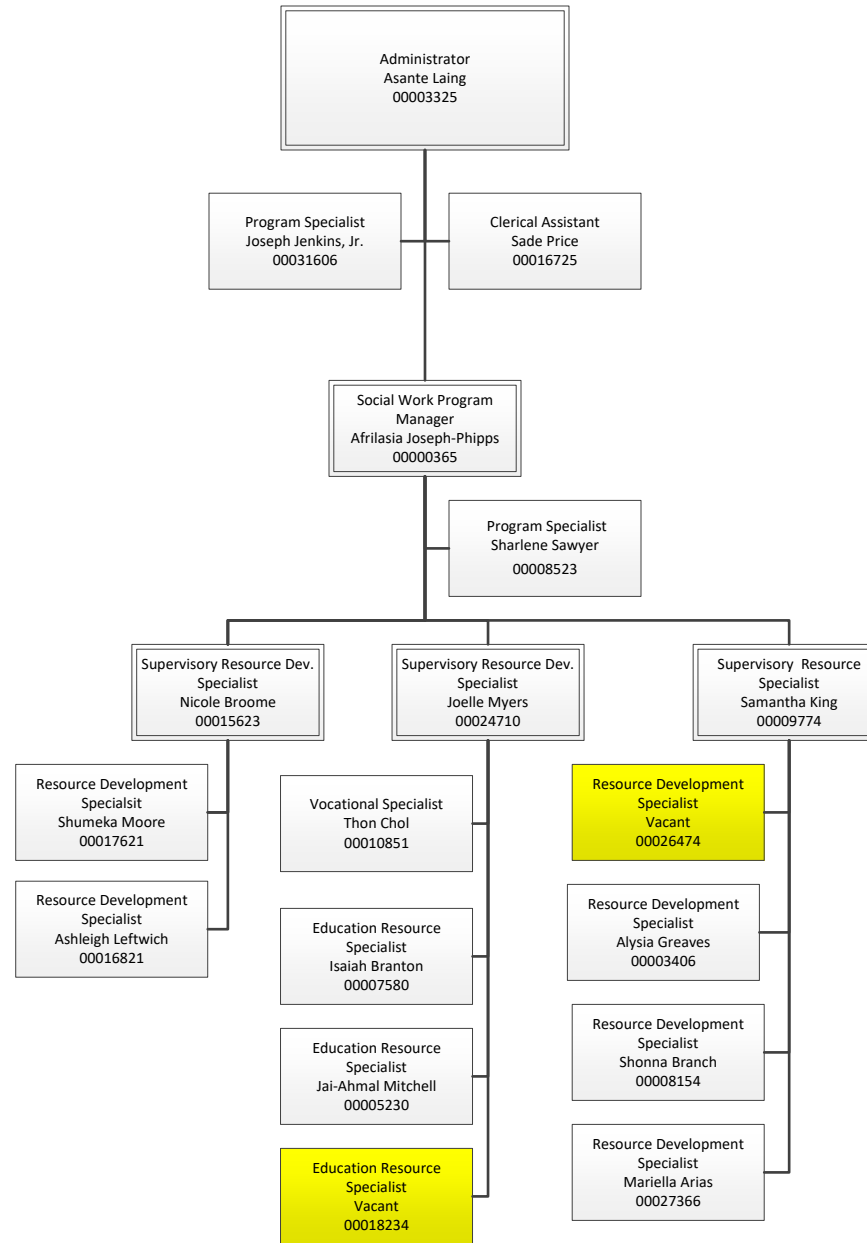 Administrator
Asante Laing
00003325
Program Specialist
Joseph Jenkins, Jr.
00031606
Clerical Assistant
Sade Price
00016725
Social Work Program
Manager
Afrilasia Joseph-Phipps
00000365
Program Specialist
Sharlene Sawyer
00008523
Supervisory Resource Dev.
Specialist
Nicole Broome
00015623
Supervisory Resource Dev.
Specialist
Joelle Myers
00024710
Supervisory Resource
Specialist
Samantha King
00009774
Resource Development
Specialsit
Shumeka Moore
00017621
Resource Development
Specialist
Ashleigh Leftwich
00016821
Vocational Specialist
Thon Chol
00010851
Education Resource
Specialist
Isaiah Branton
00007580
Education Resource
Specialist
Jai-Ahmal Mitchell
00005230
Education Resource
Specialist
Vacant
00018234
Resource Development
Specialist
Vacant
00026474
Resource Development
Specialist
Alysia Greaves
00003406
Resource Development
Specialist
Shonna Branch
00008154
Resource Development
Specialist
Mariella Arias
00027366